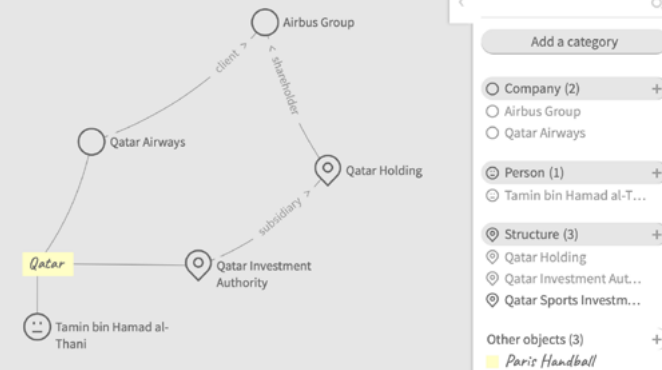 Airbus Group
client >
< shareholder
Qatar Airways
Qatar Holding
subsidiary >
Qatar
Qatar Investment
Authority
Tamin bin Hamad al-
Thani
Add a category
Company (2)
Airbus Group
Qatar Airways
Person (1)
Tamin bin Hamad al-T...
Structure (3)
Qatar Holding
Qatar Investment Aut...
Qatar Sports Investm...
Other objects (3)
Paris Handball